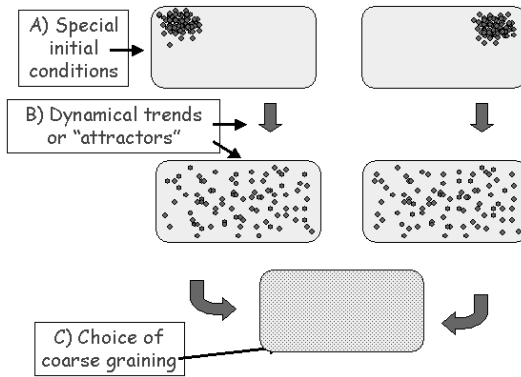 A) Special
initial
conditions
B) Dynamical trends
or “attractors”
C) Choice of
coarse graining